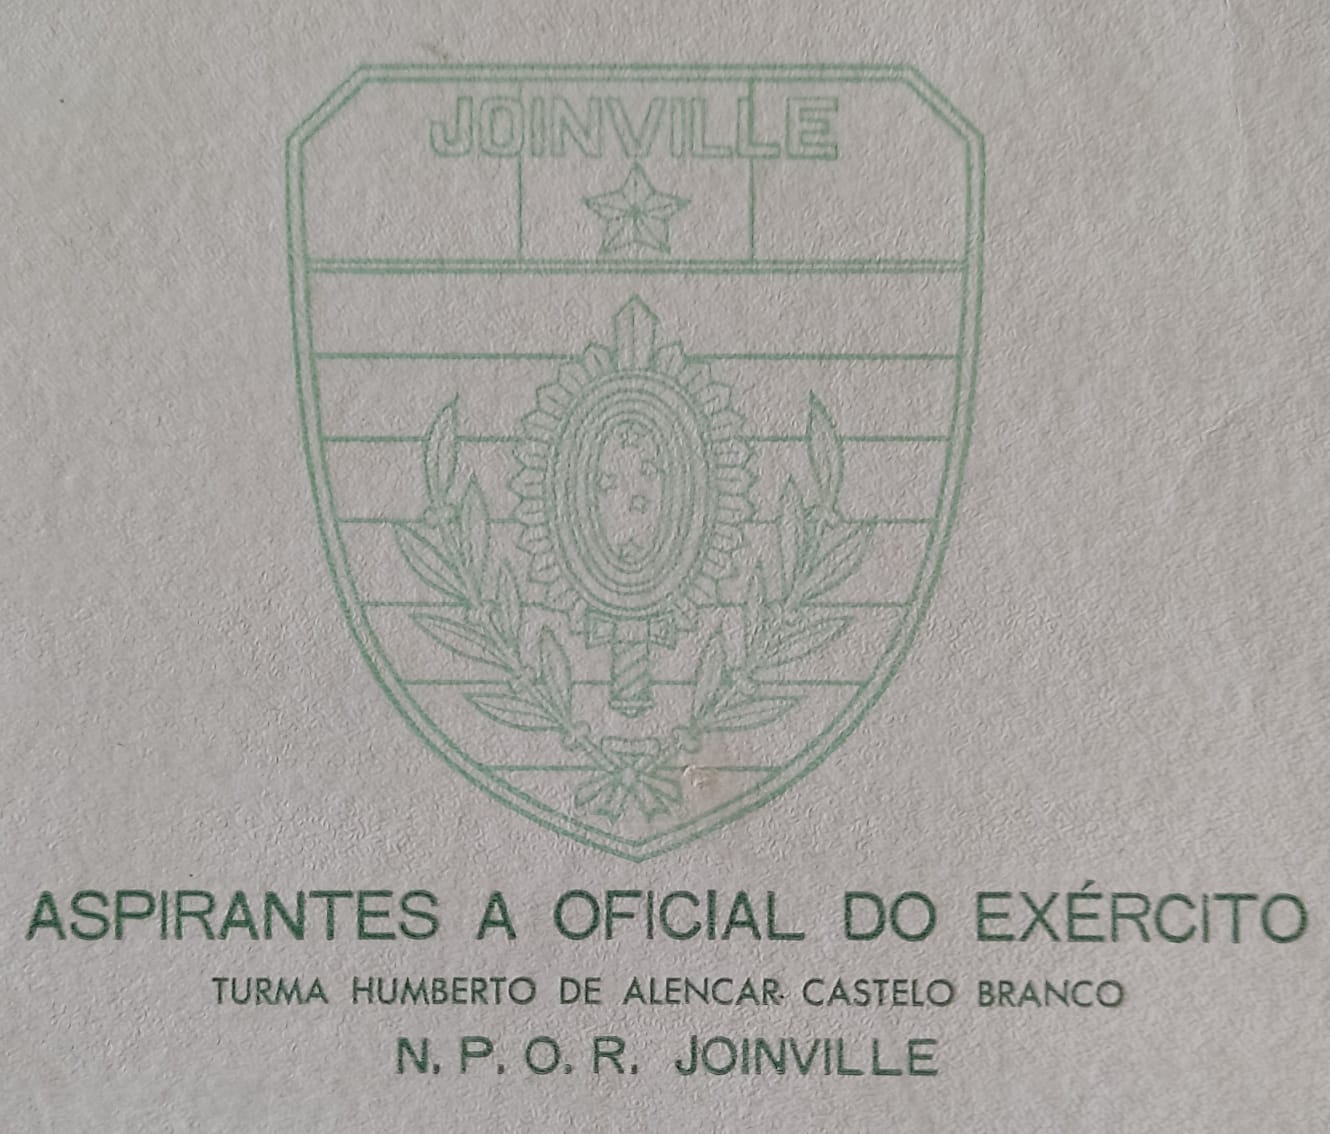 JOINVILLE
ASPIRANTES A OFICIAL DO EXÉRCITO
TURMA HUMBERTO DE ALENCAR CASTELO BRANCO
N. P. O. R. JOINVILLE